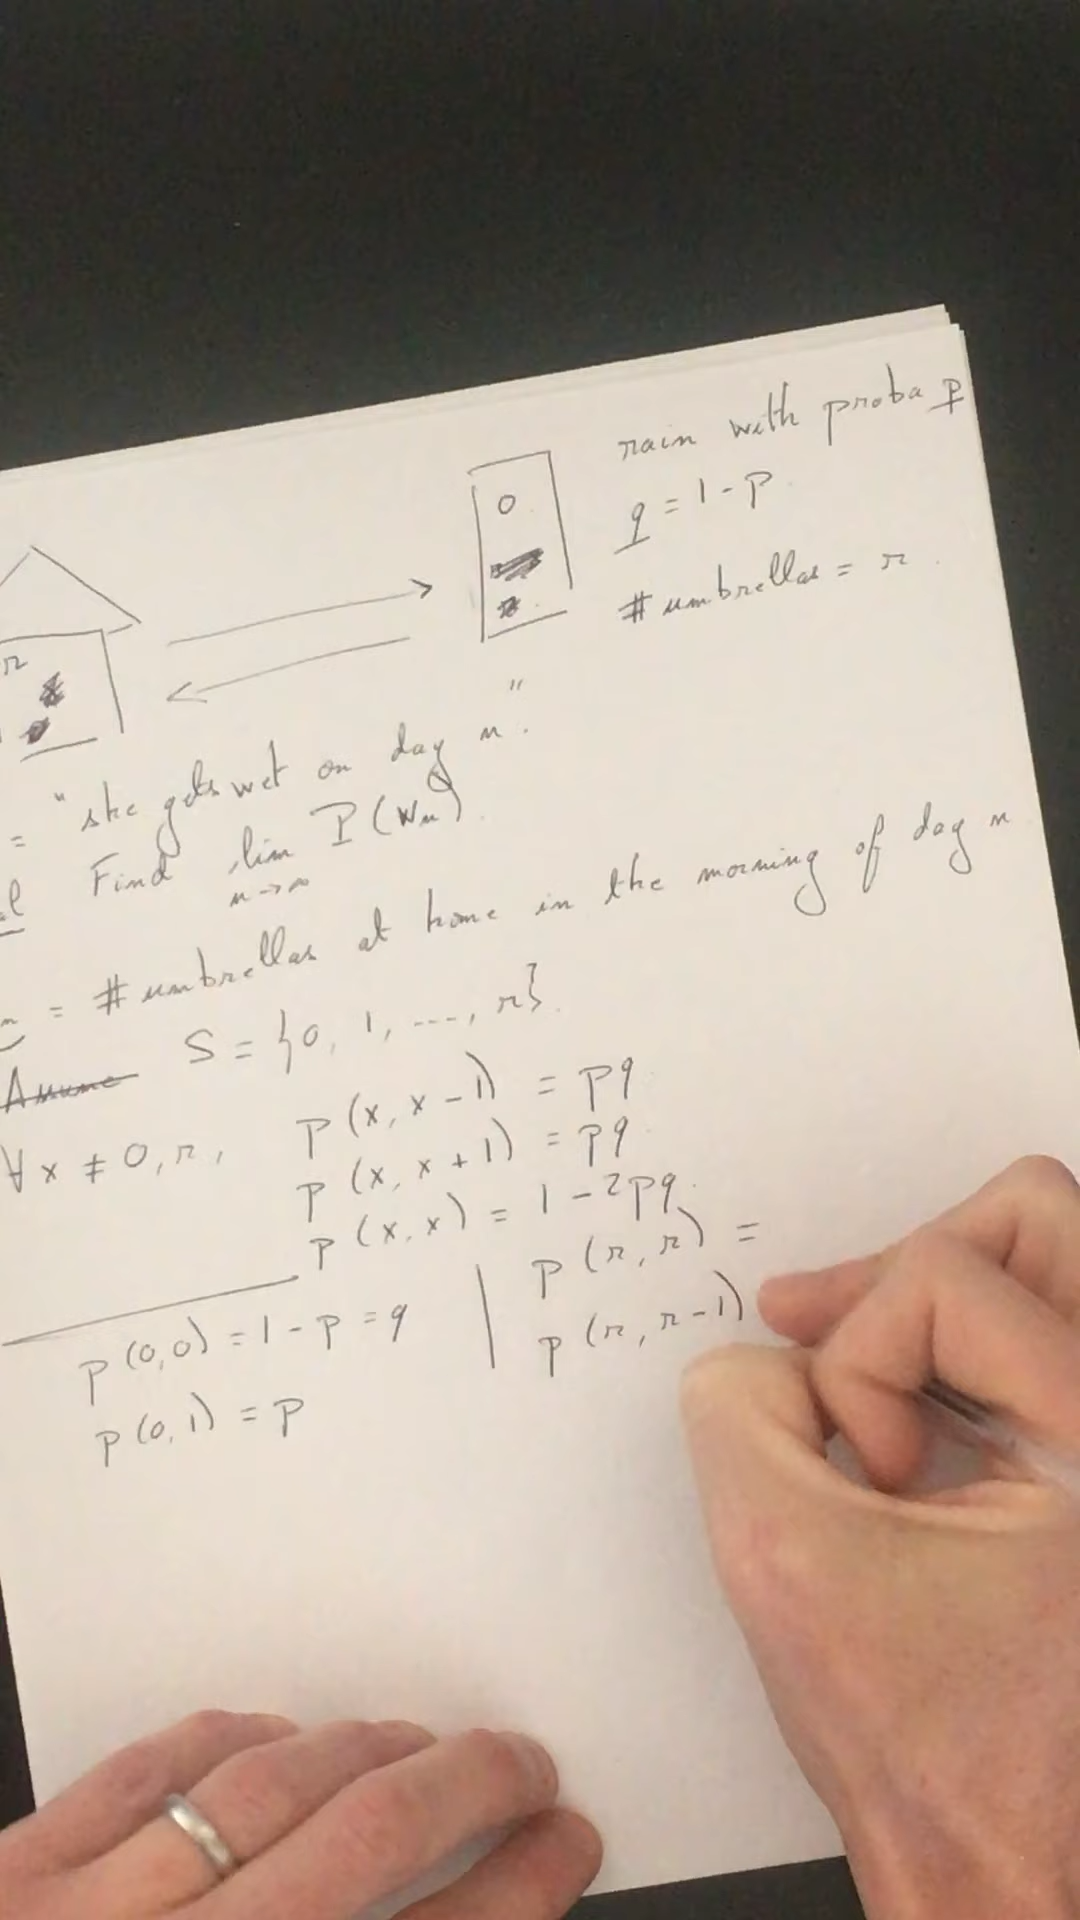 rain with proba p
q = 1 - p
0
# umbrellas = r
r
= "she gets wet on day n".
Find lim P(Wn).
n → ∞
= # umbrellas at home in the morning of day n
S = {0, 1, ---, r}.
∀ x ≠ 0, r, p(x, x-1) = pq
p(x, x+1) = pq.
p(x, x) = 1 - 2pq.
p(0,0) = 1 - p = q
p(0,1) = p
p(r, r) =
p(r, r-1)